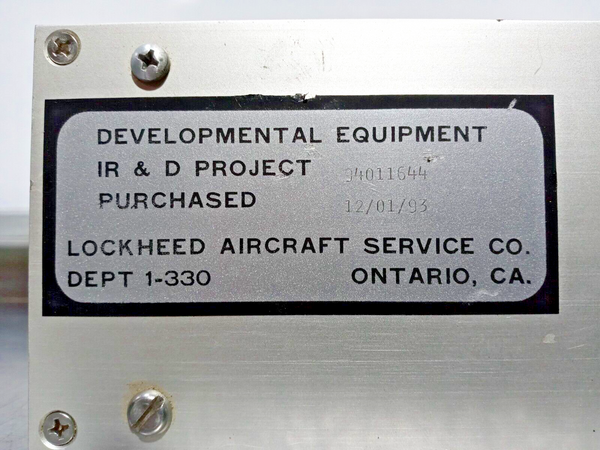 DEVELOPMENTAL EQUIPMENT
IR & D PROJECT 94011644
PURCHASED 12/01/93
LOCKHEED AIRCRAFT SERVICE CO.
DEPT 1-330 ONTARIO, CA.